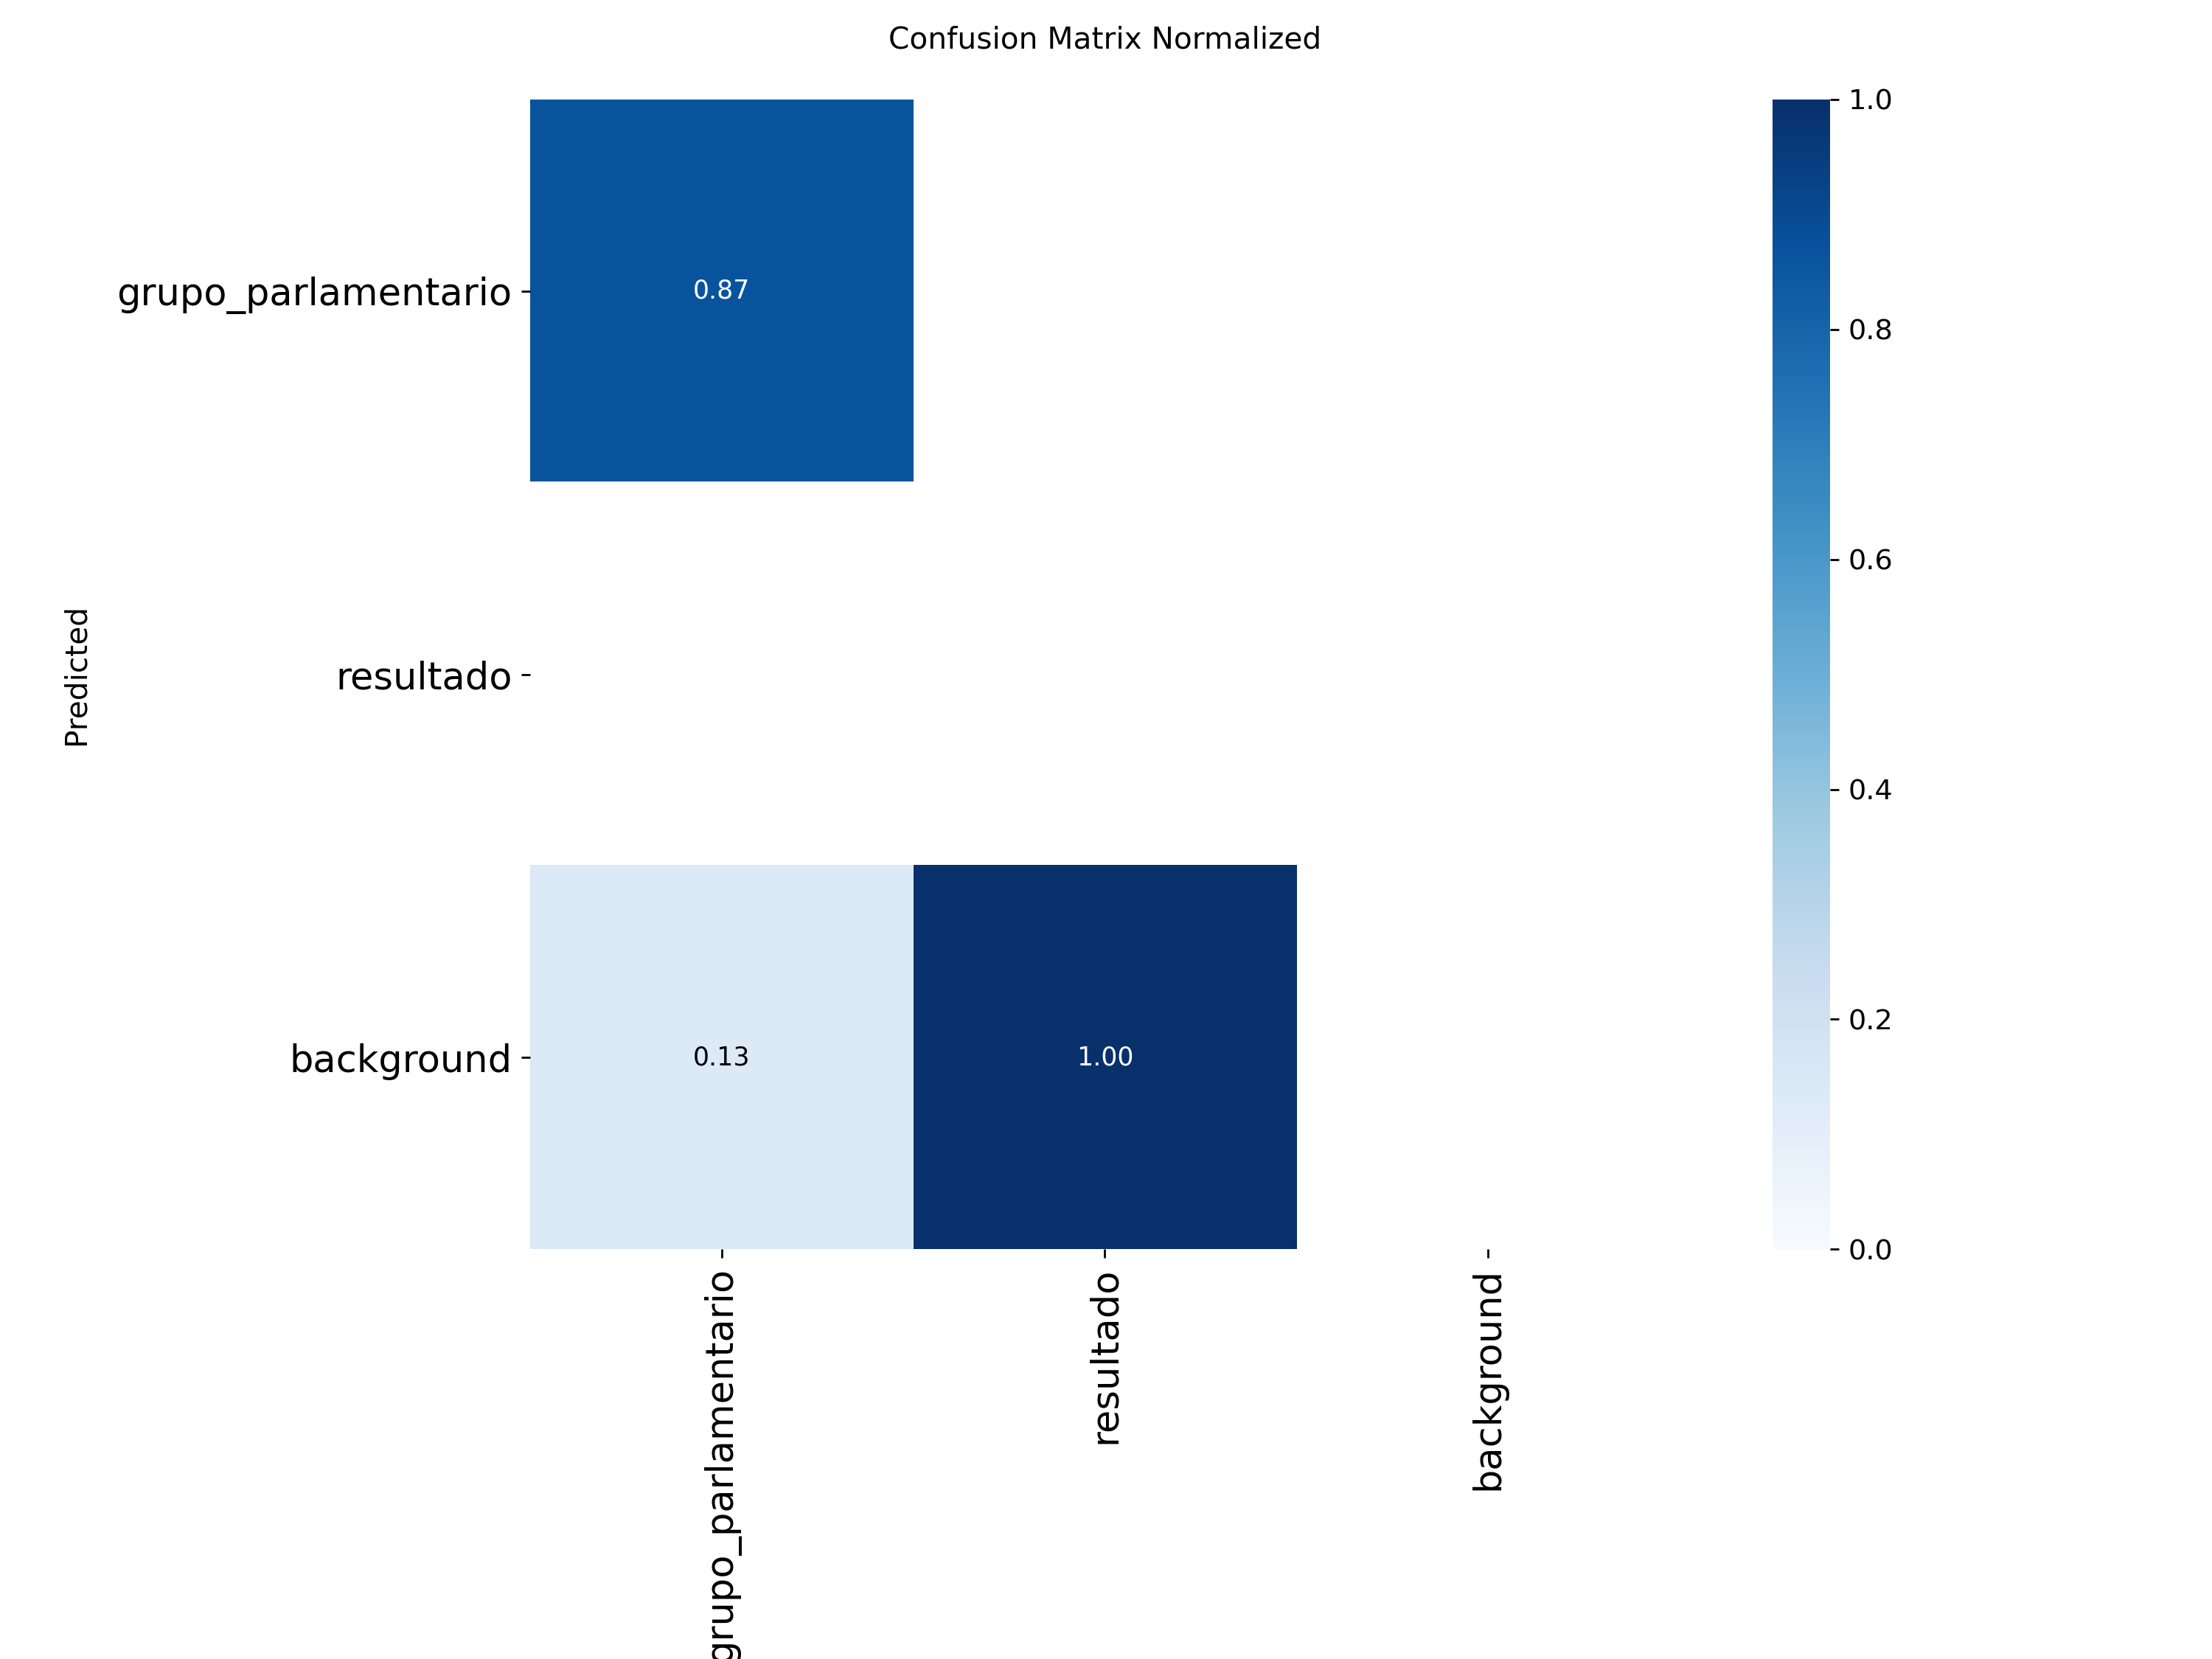 Confusion Matrix Normalized
grupo_parlamentario
resultado
background
Predicted
0.87
0.13
1.00
grupo_parlamentario
resultado
background
1.0
0.8
0.6
0.4
0.2
0.0